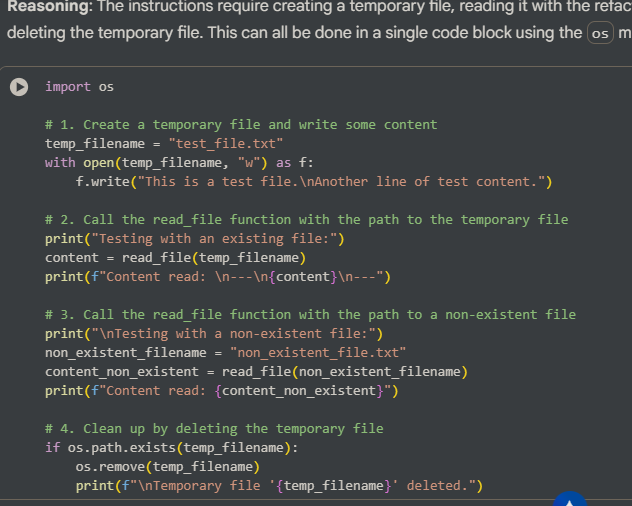 Reasoning: The instructions require creating a temporary file, reading it with the
deleting the temporary file. This can all be done in a single code block using the os
import os
# 1. Create a temporary file and write some content
temp_filename = "test_file.txt"
with open(temp_filename, "w") as f:
    f.write("This is a test file.\nAnother line of test content.")
# 2. Call the read_file function with the path to the temporary file
print("Testing with an existing file:")
content = read_file(temp_filename)
print(f"Content read: \n---\n{content}\n---")
# 3. Call the read_file function with the path to a non-existent file
print("\nTesting with a non-existent file:")
non_existent_filename = "non_existent_file.txt"
content_non_existent = read_file(non_existent_filename)
print(f"Content read: {content_non_existent}")
# 4. Clean up by deleting the temporary file
if os.path.exists(temp_filename):
    os.remove(temp_filename)
    print(f"\nTemporary file '{temp_filename}' deleted.")